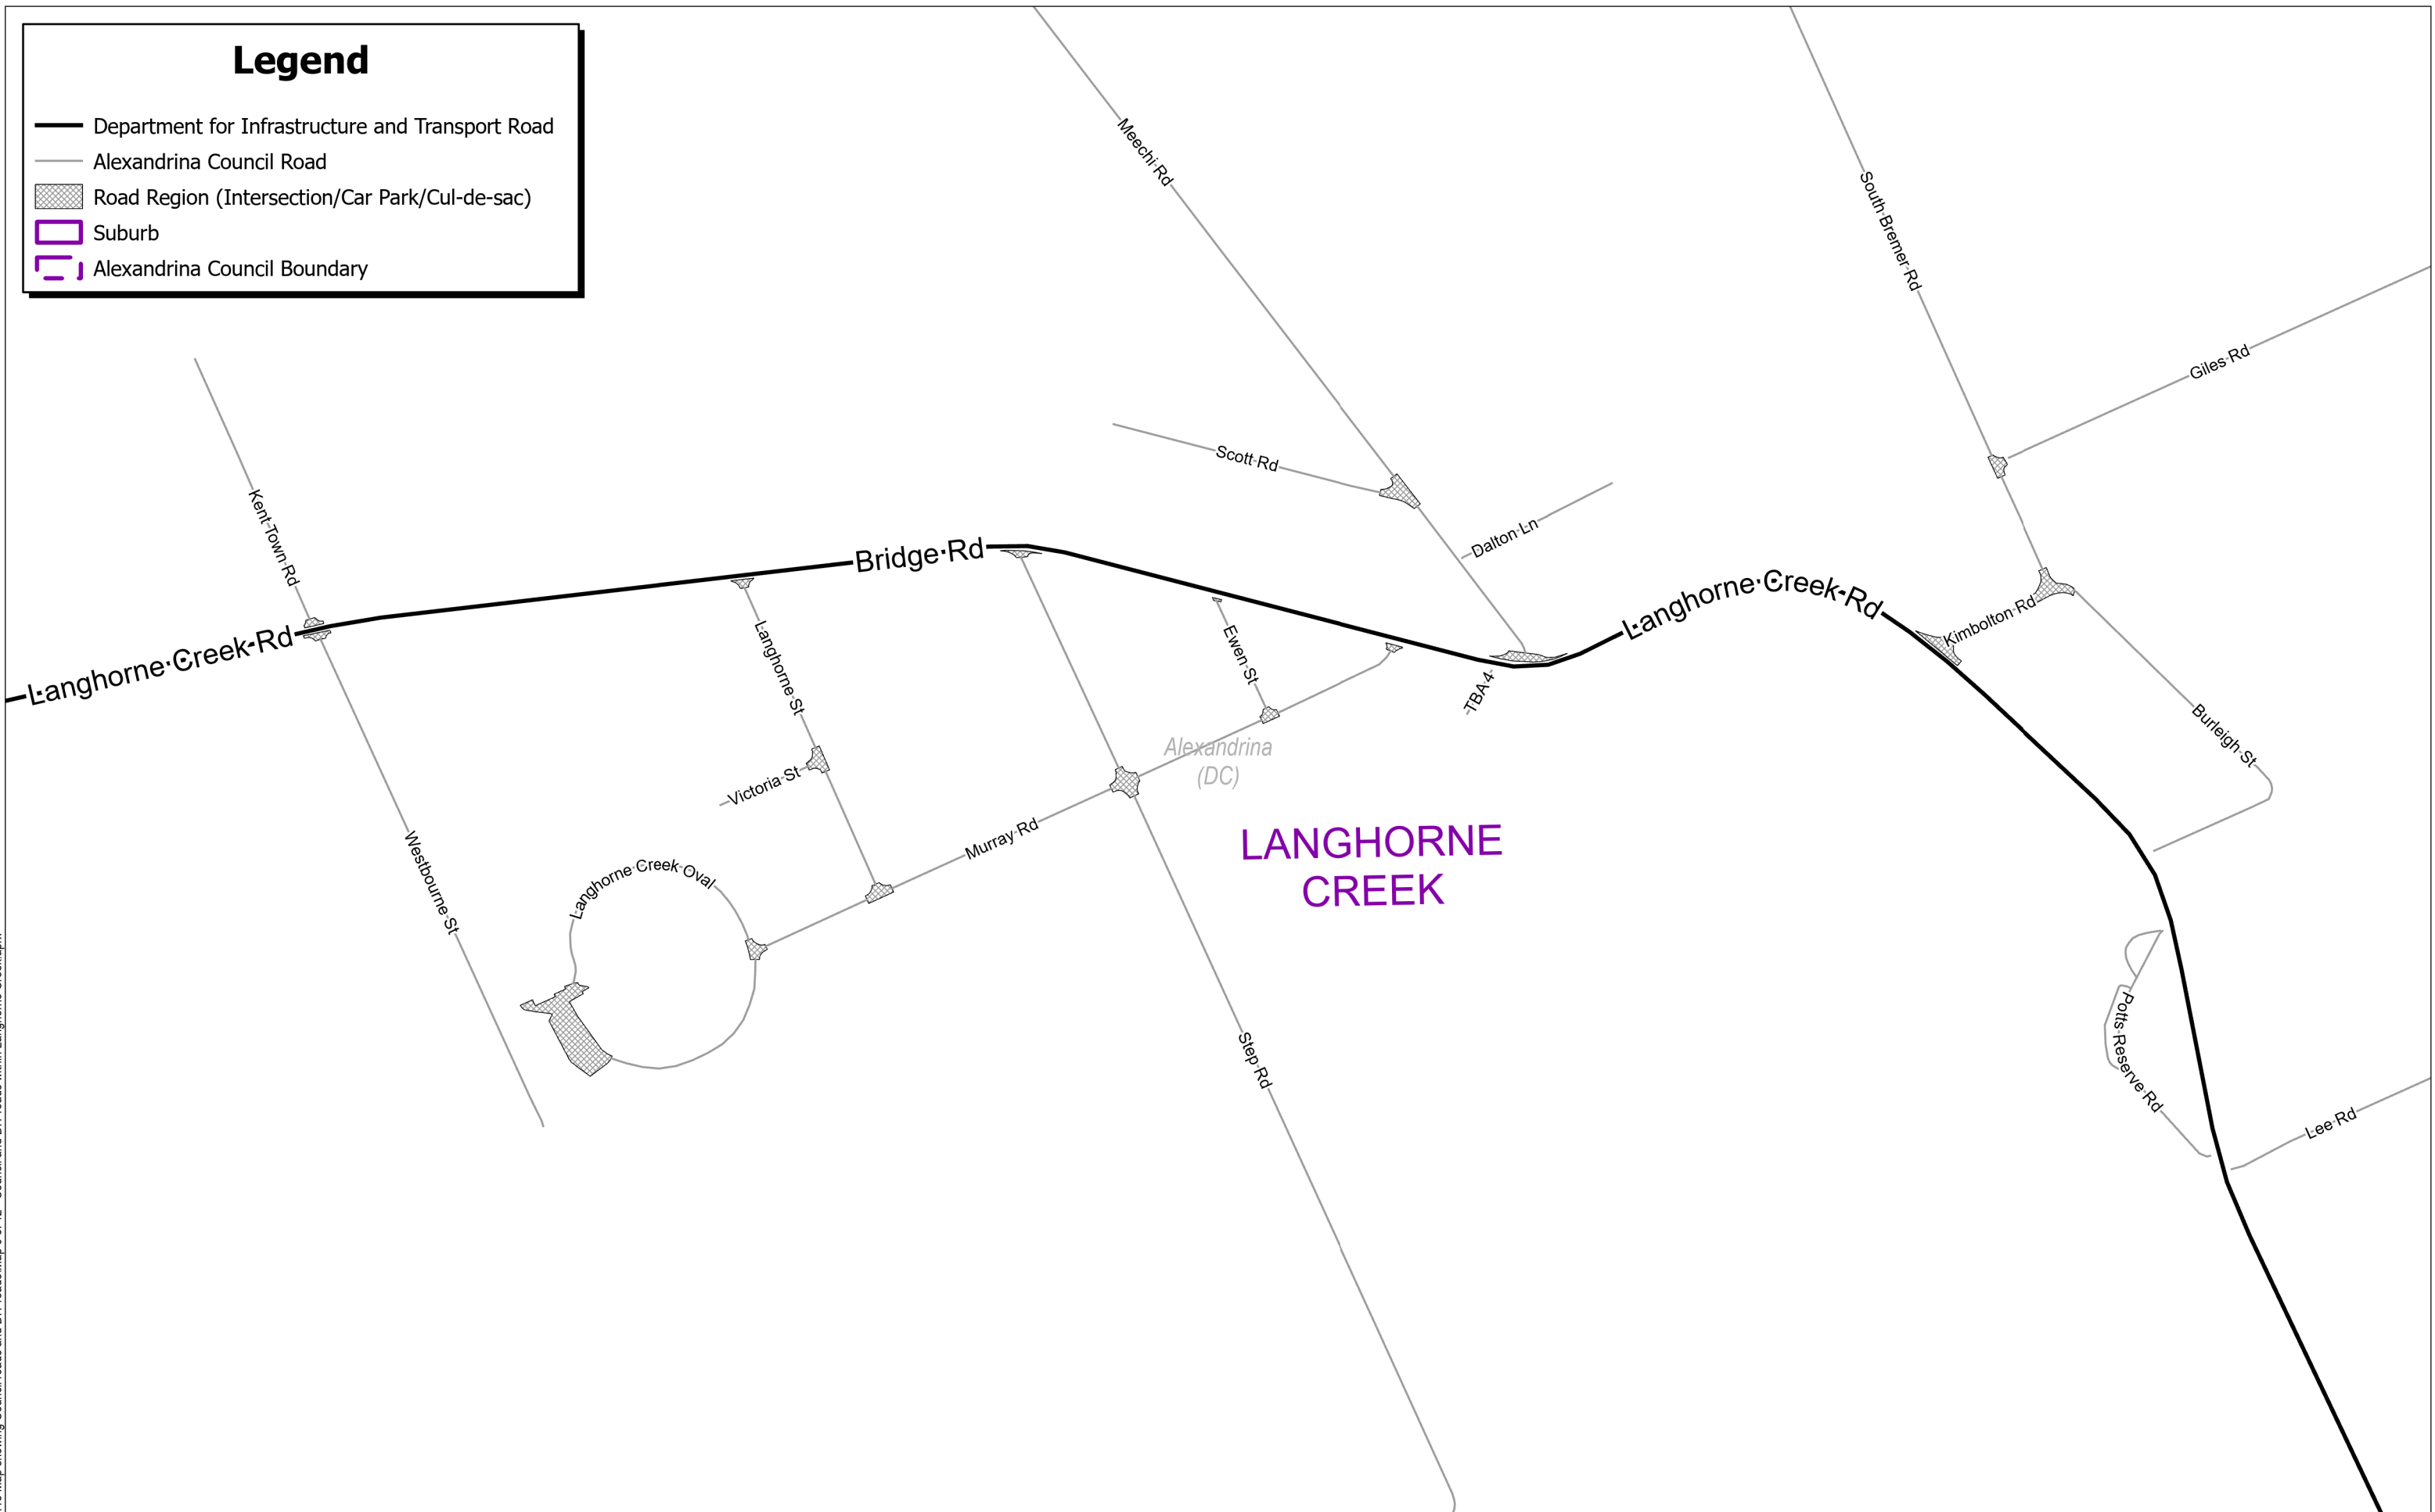 Legend
Department for Infrastructure and Transport Road
Alexandrina Council Road
Road Region (Intersection/Car Park/Cul-de-sac)
Suburb
Alexandrina Council Boundary
Meechi Rd
South Bremer Rd
Giles Rd
Scott Rd
Kent Town Rd
Dalton Ln
Bridge Rd
Langhorne Creek Rd
Kimbolton Rd
Langhorne Creek Rd
Langhorne St
Ewen St
TBA 4
Burleigh St
Alexandrina
(DC)
Victoria St
Murray Rd
LANGHORNE
CREEK
Westbourne St
Langhorne Creek Oval
Step Rd
Potts Reserve Rd
Lee Rd